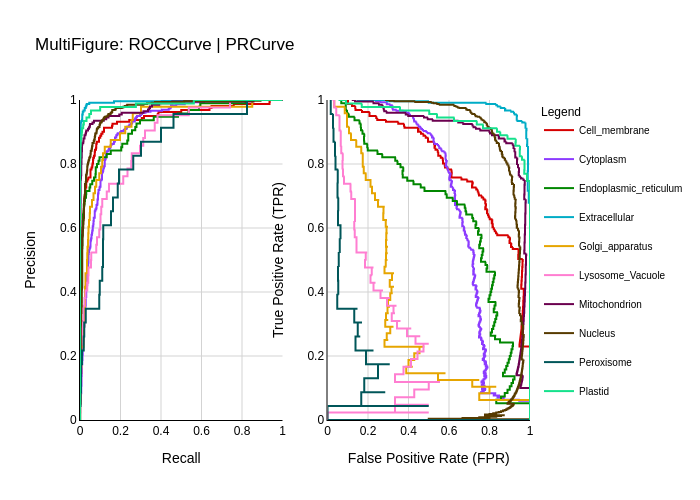 MultiFigure: ROCCurve | PRCurve
Precision
1
0.8
0.6
0.4
0.2
0
0 0.2 0.4 0.6 0.8 1
Recall
True Positive Rate (TPR)
1
0.8
0.6
0.4
0.2
0
0 0.2 0.4 0.6 0.8 1
False Positive Rate (FPR)
Legend
Cell_membrane
Cytoplasm
Endoplasmic_reticulum
Extracellular
Golgi_apparatus
Lysosome_Vacuole
Mitochondrion
Nucleus
Peroxisome
Plastid